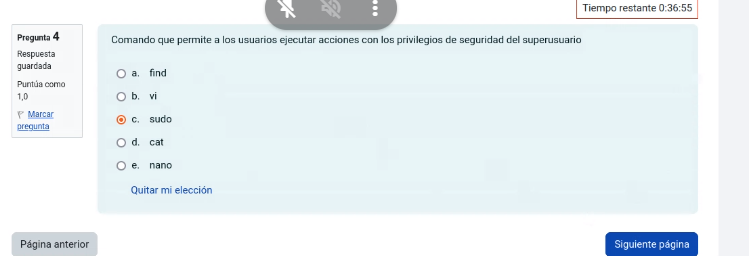 Tiempo restante 0:36:55
Pregunta 4
Respuesta
guardada
Puntúa como
1,0
Marcar
pregunta
Comando que permite a los usuarios ejecutar acciones con los privilegios de seguridad del superusuario
a. find
b. vi
c. sudo
d. cat
e. nano
Quitar mi elección
Página anterior
Siguiente página